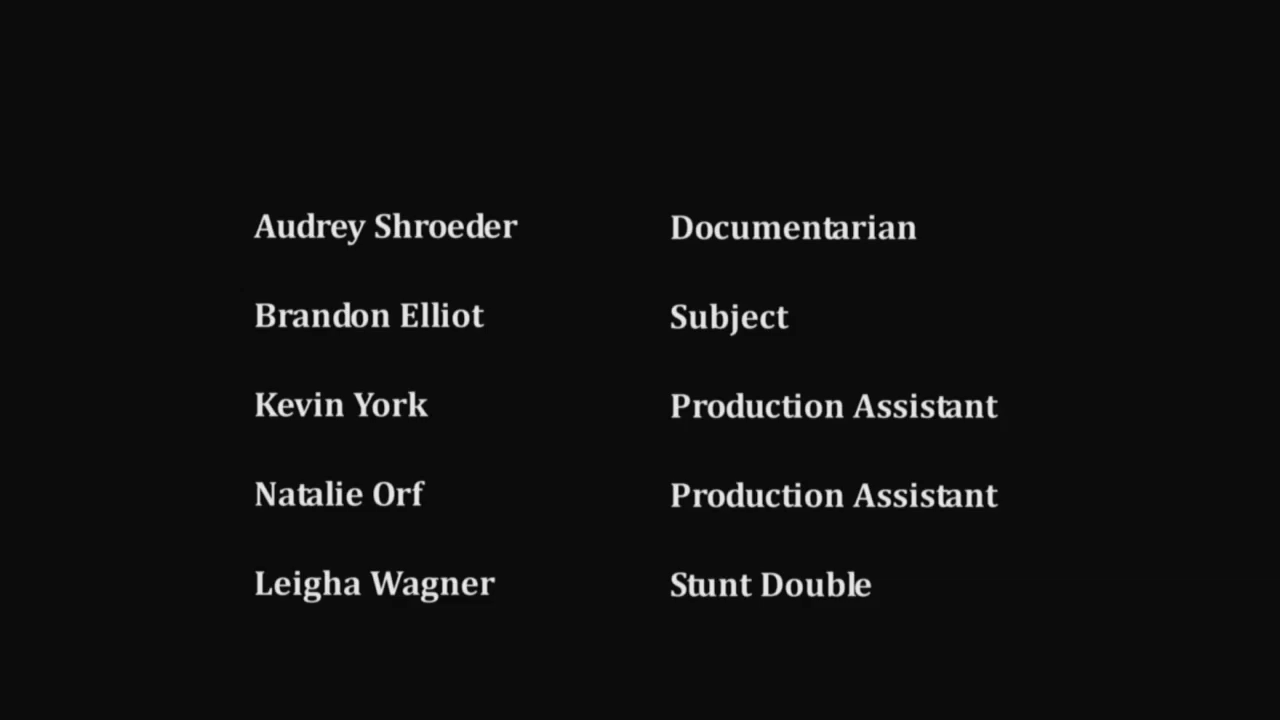 Audrey Shroeder Documentarian
Brandon Elliot Subject
Kevin York Production Assistant
Natalie Orf Production Assistant
Leigha Wagner Stunt Double